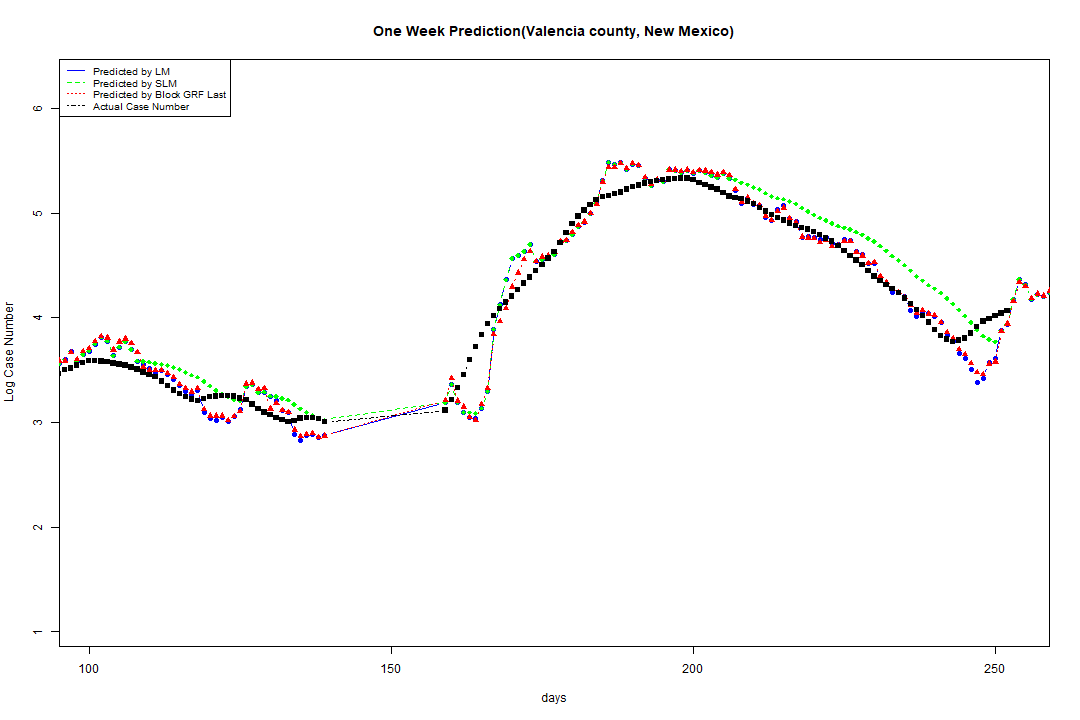 One Week Prediction(Valencia county, New Mexico)
Predicted by LM
Predicted by SLM
Predicted by Block GRF Last
Actual Case Number
6
5
4
3
2
1
Log Case Number
100 150 200 250
days